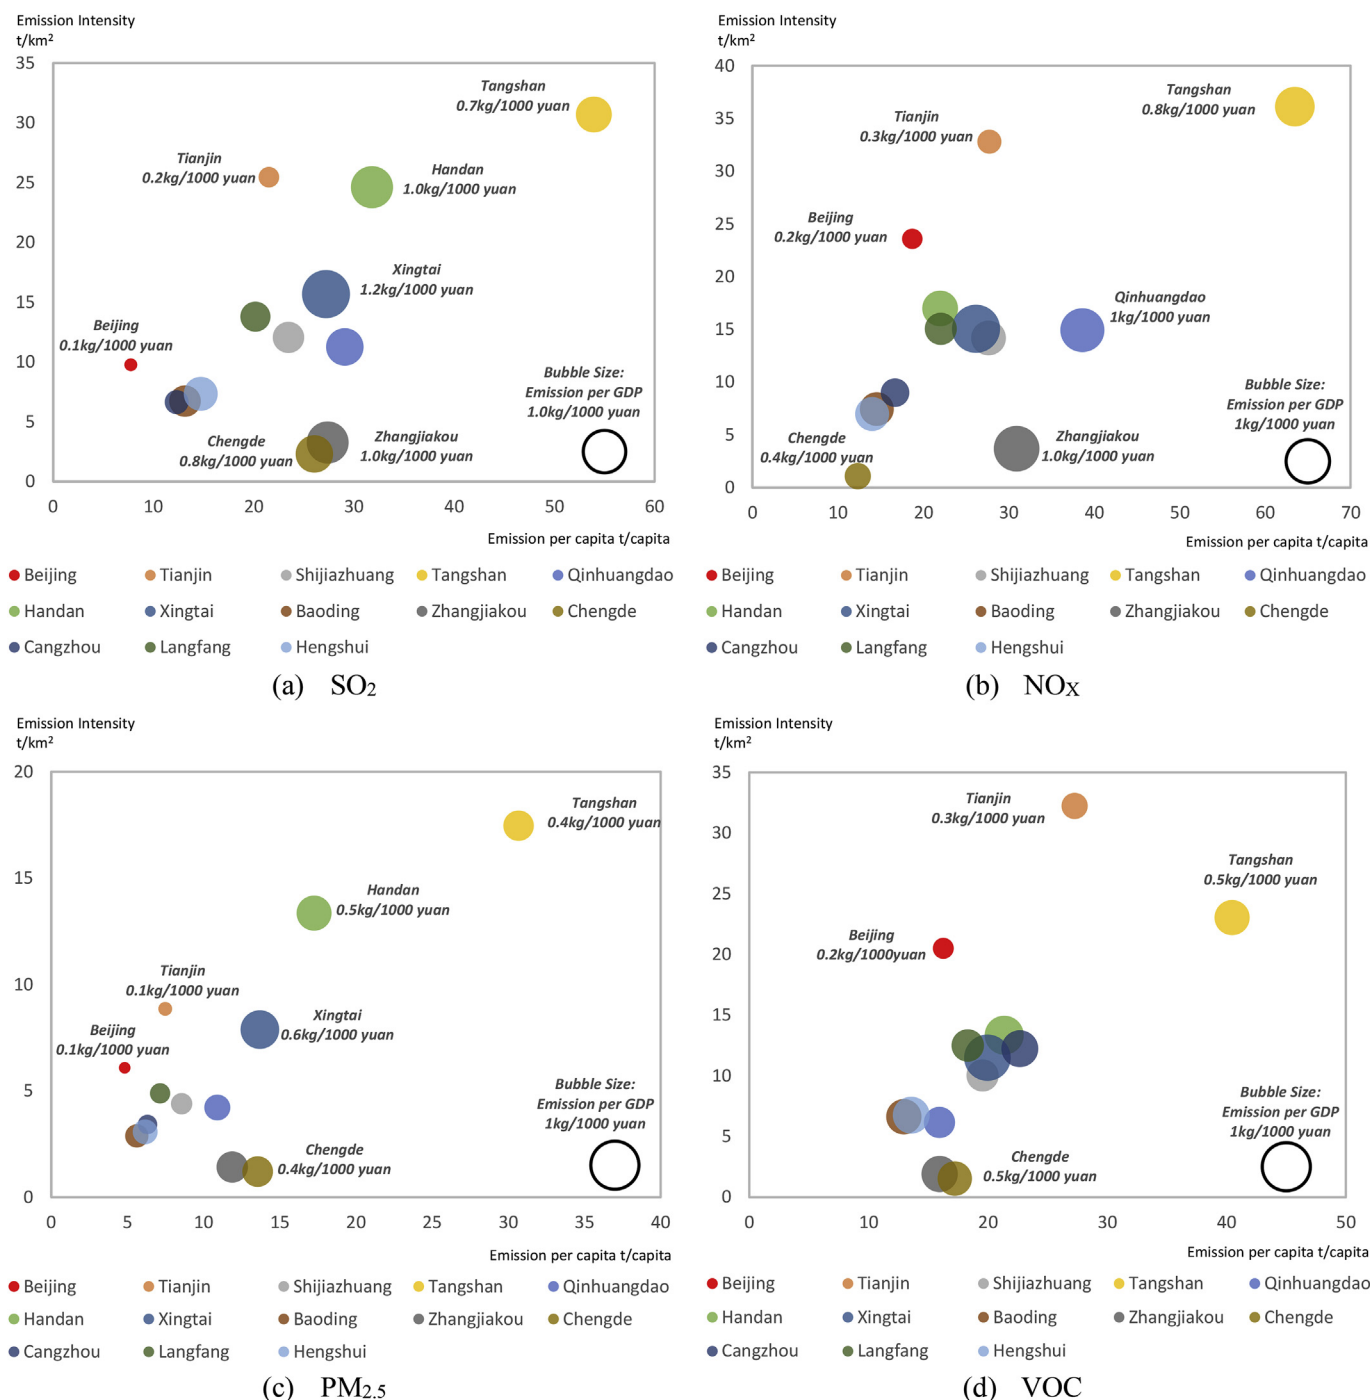 Emission Intensity
t/km²
35
30
25
20
15
10
5
0
Tangshan
0.7kg/1000 yuan
Tianjin
0.2kg/1000 yuan
Handan
1.0kg/1000 yuan
Xingtai
1.2kg/1000 yuan
Beijing
0.1kg/1000 yuan
Bubble Size:
Emission per GDP
1.0kg/1000 yuan
Chengde
0.8kg/1000 yuan
Zhangjiakou
1.0kg/1000 yuan
0 10 20 30 40 50 60
Emission per capita t/capita
Beijing Tianjin Shijiazhuang Tangshan Qinhuangdao
Handan Xingtai Baoding Zhangjiakou Chengde
Cangzhou Langfang Hengshui
(a) SO₂
Emission Intensity
t/km²
40
35
30
25
20
15
10
5
0
Tangshan
0.8kg/1000 yuan
Tianjin
0.3kg/1000 yuan
Beijing
0.2kg/1000 yuan
Qinhuangdao
1kg/1000 yuan
Bubble Size:
Emission per GDP
1kg/1000 yuan
Chengde
0.4kg/1000 yuan
Zhangjiakou
1.0kg/1000 yuan
0 10 20 30 40 50 60 70
Emission per capita t/capita
Beijing Tianjin Shijiazhuang Tangshan Qinhuangdao
Handan Xingtai Baoding Zhangjiakou Chengde
Cangzhou Langfang Hengshui
(b) NOX
Emission Intensity
t/km²
20
15
10
5
0
Tangshan
0.4kg/1000 yuan
Handan
0.5kg/1000 yuan
Tianjin
0.1kg/1000 yuan
Xingtai
0.6kg/1000 yuan
Beijing
0.1kg/1000 yuan
Bubble Size:
Emission per GDP
1kg/1000 yuan
Chengde
0.4kg/1000 yuan
0 5 10 15 20 25 30 35 40
Emission per capita t/capita
Beijing Tianjin Shijiazhuang Tangshan Qinhuangdao
Handan Xingtai Baoding Zhangjiakou Chengde
Cangzhou Langfang Hengshui
(c) PM₂.₅
Emission Intensity
t/km²
35
30
25
20
15
10
5
0
Tianjin
0.3kg/1000 yuan
Tangshan
0.5kg/1000 yuan
Beijing
0.2kg/1000yuan
Bubble Size:
Emission per GDP
1kg/1000 yuan
Chengde
0.5kg/1000 yuan
0 10 20 30 40 50
Emission per capita t/capita
Beijing Tianjin Shijiazhuang Tangshan Qinhuangdao
Handan Xingtai Baoding Zhangjiakou Chengde
Cangzhou Langfang Hengshui
(d) VOC